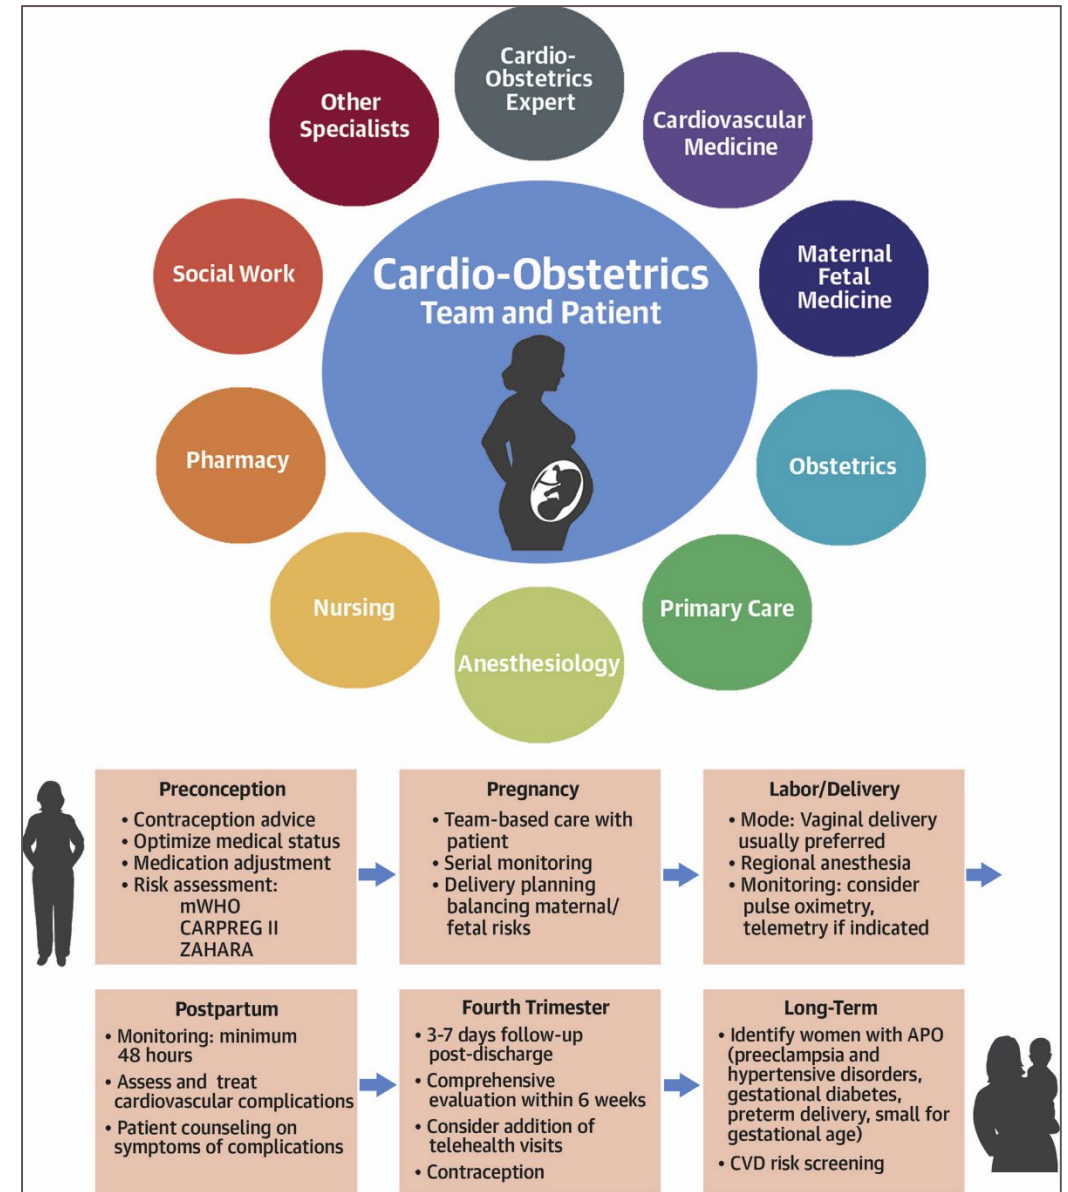 Cardio-
Obstetrics
Expert
Cardiovascular
Medicine
Maternal
Fetal
Medicine
Obstetrics
Primary Care
Anesthesiology
Nursing
Pharmacy
Social Work
Other
Specialists
Cardio-Obstetrics
Team and Patient
Preconception
• Contraception advice
• Optimize medical status
• Medication adjustment
• Risk assessment:
mWHO
CARPREG II
ZAHARA
Pregnancy
• Team-based care with
patient
• Serial monitoring
• Delivery planning
balancing maternal/
fetal risks
Labor/Delivery
• Mode: Vaginal delivery
usually preferred
• Regional anesthesia
• Monitoring: consider
pulse oximetry,
telemetry if indicated
Postpartum
• Monitoring: minimum
48 hours
• Assess and treat
cardiovascular complications
• Patient counseling on
symptoms of complications
Fourth Trimester
• 3-7 days follow-up
post-discharge
• Comprehensive
evaluation within 6 weeks
• Consider addition of
telehealth visits
• Contraception
Long-Term
• Identify women with APO
(preeclampsia and
hypertensive disorders,
gestational diabetes,
preterm delivery, small for
gestational age)
• CVD risk screening